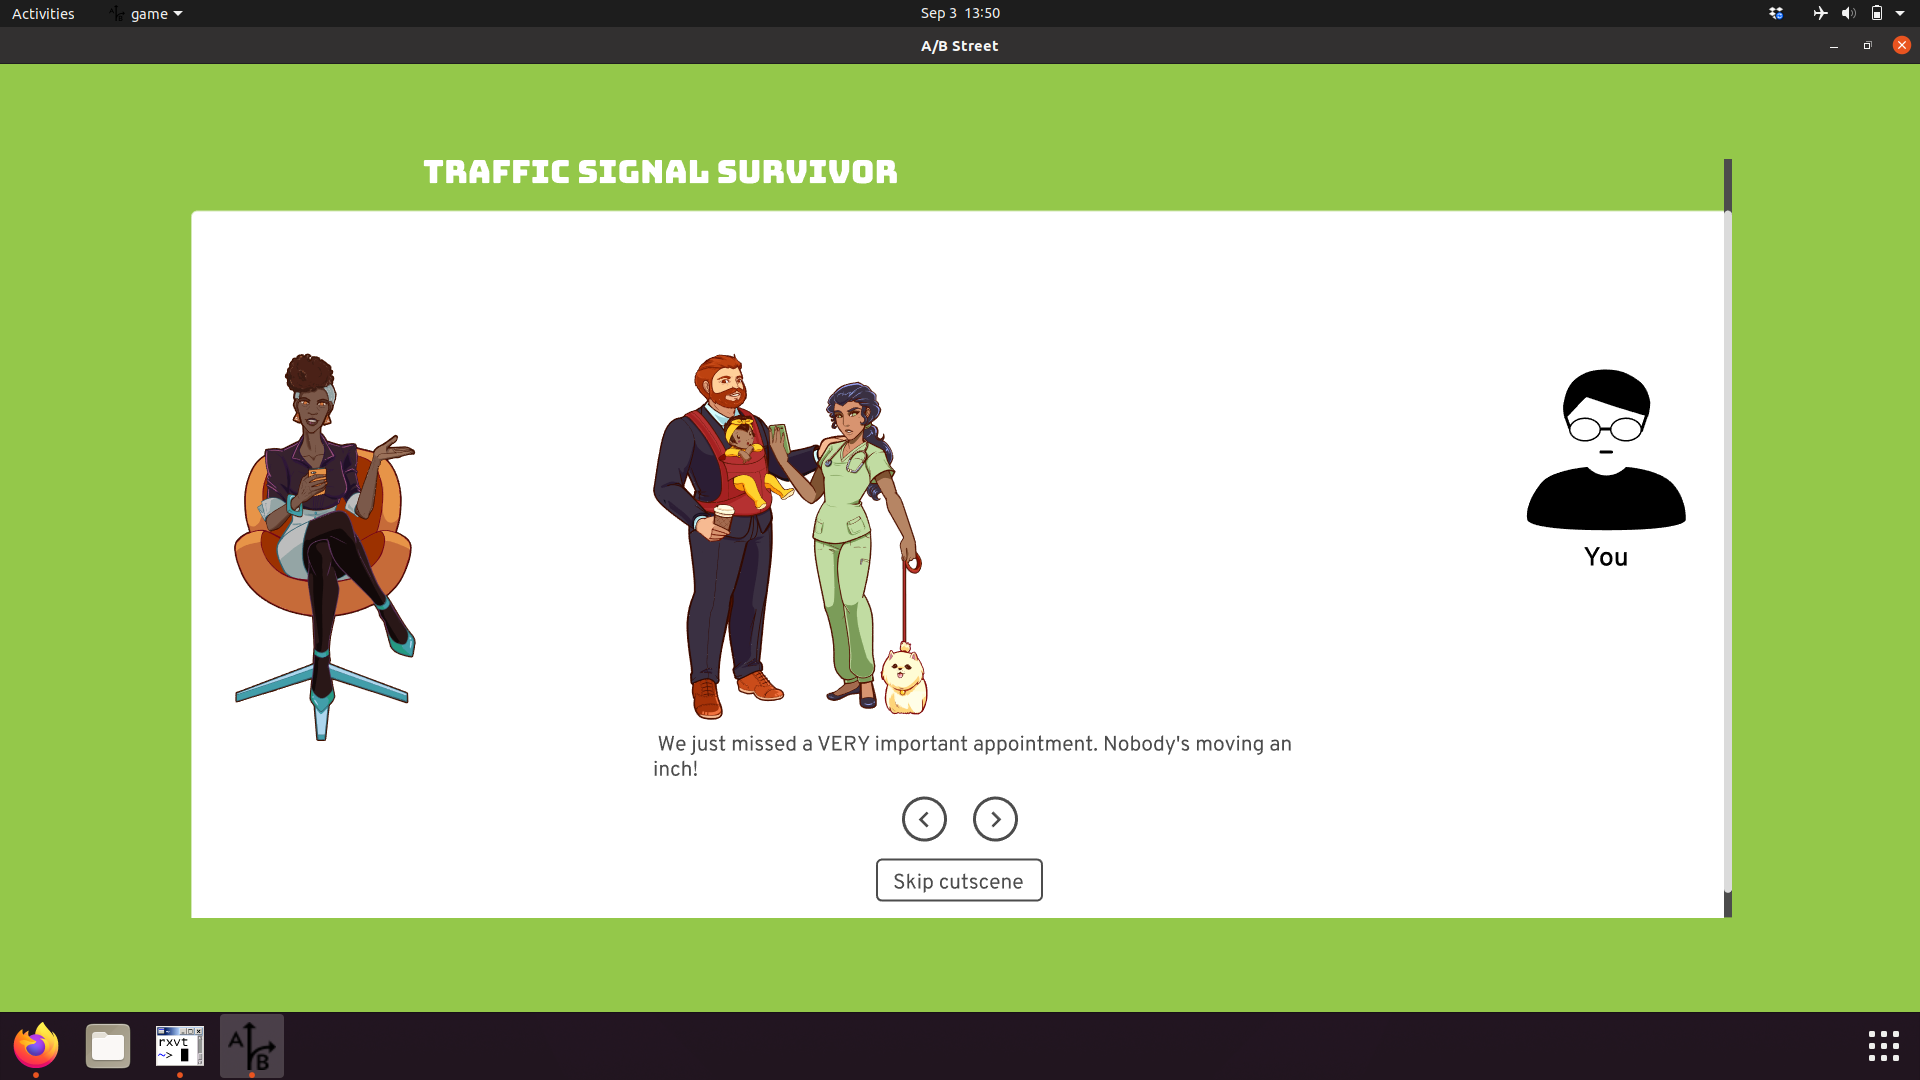 Activities
game
Sep 3 13:50
A/B Street
TRAFFIC SIGNAL SURVIVOR
You
We just missed a VERY important appointment. Nobody's moving an
inch!
Skip cutscene
rxvt
~>
A
B